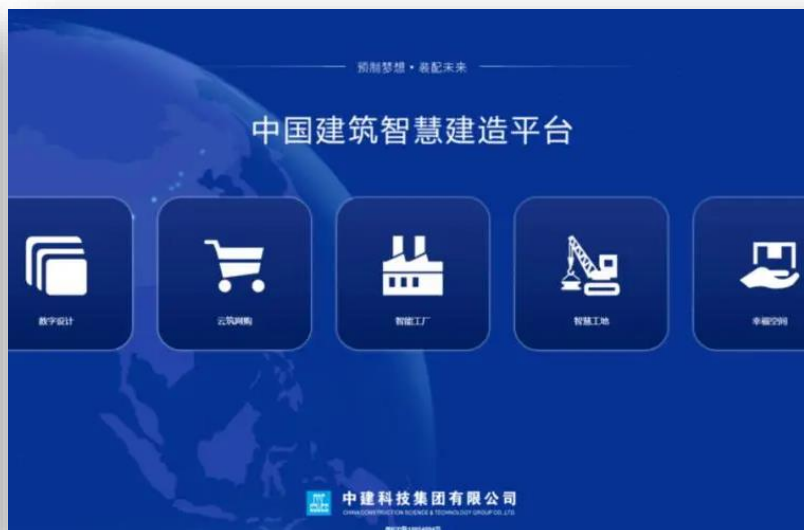 预制梦想·装配未来
中国建筑智慧建造平台
数字设计
云筑网购
智能工厂
智慧工地
幸福空间
中建科技集团有限公司
CHINA CONSTRUCTION SCIENCE & TECHNOLOGY GROUP CO.,LTD